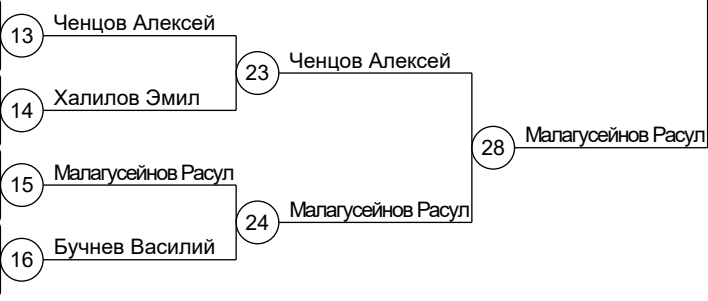 13 Ченцов Алексей
14 Халилов Эмил
23 Ченцов Алексей
15 Малагусейнов Расул
16 Бучнев Василий
24 Малагусейнов Расул
28 Малагусейнов Расул